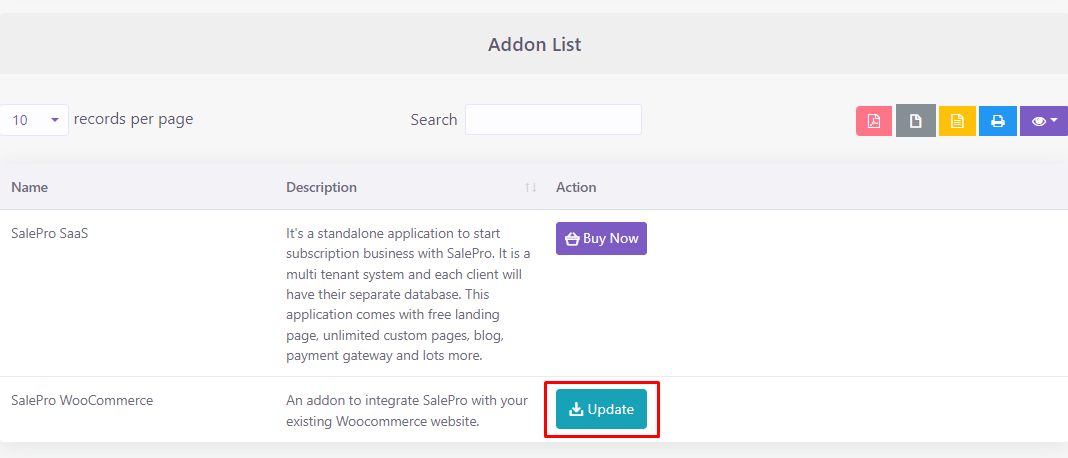 Addon List
10 records per page
Search
Name Description Action
SalePro SaaS
It's a standalone application to start
subscription business with SalePro. It is a
multi tenant system and each client will
have their separate database. This
application comes with free landing
page, unlimited custom pages, blog,
payment gateway and lots more.
Buy Now
SalePro WooCommerce
An addon to integrate SalePro with your
existing Woocommerce website.
Update